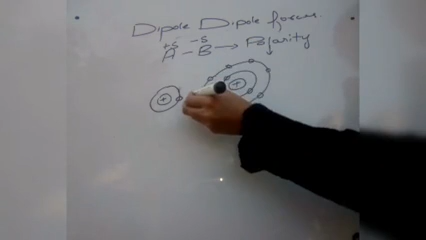 Dipole Dipole forces.
+δ -δ
A - B → Polarity
+ +